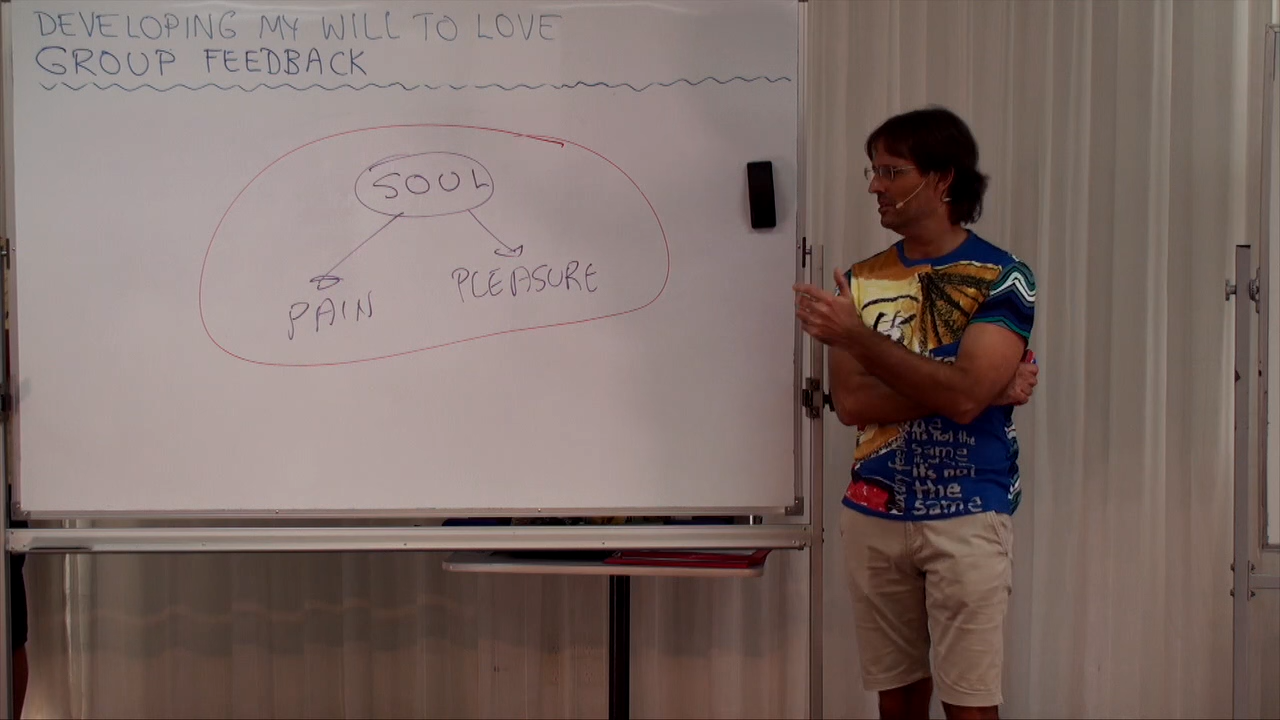 DEVELOPING MY WILL TO LOVE
GROUP FEEDBACK
SOUL
PAIN
PLEASURE
it's not the
same
it's not
the
same